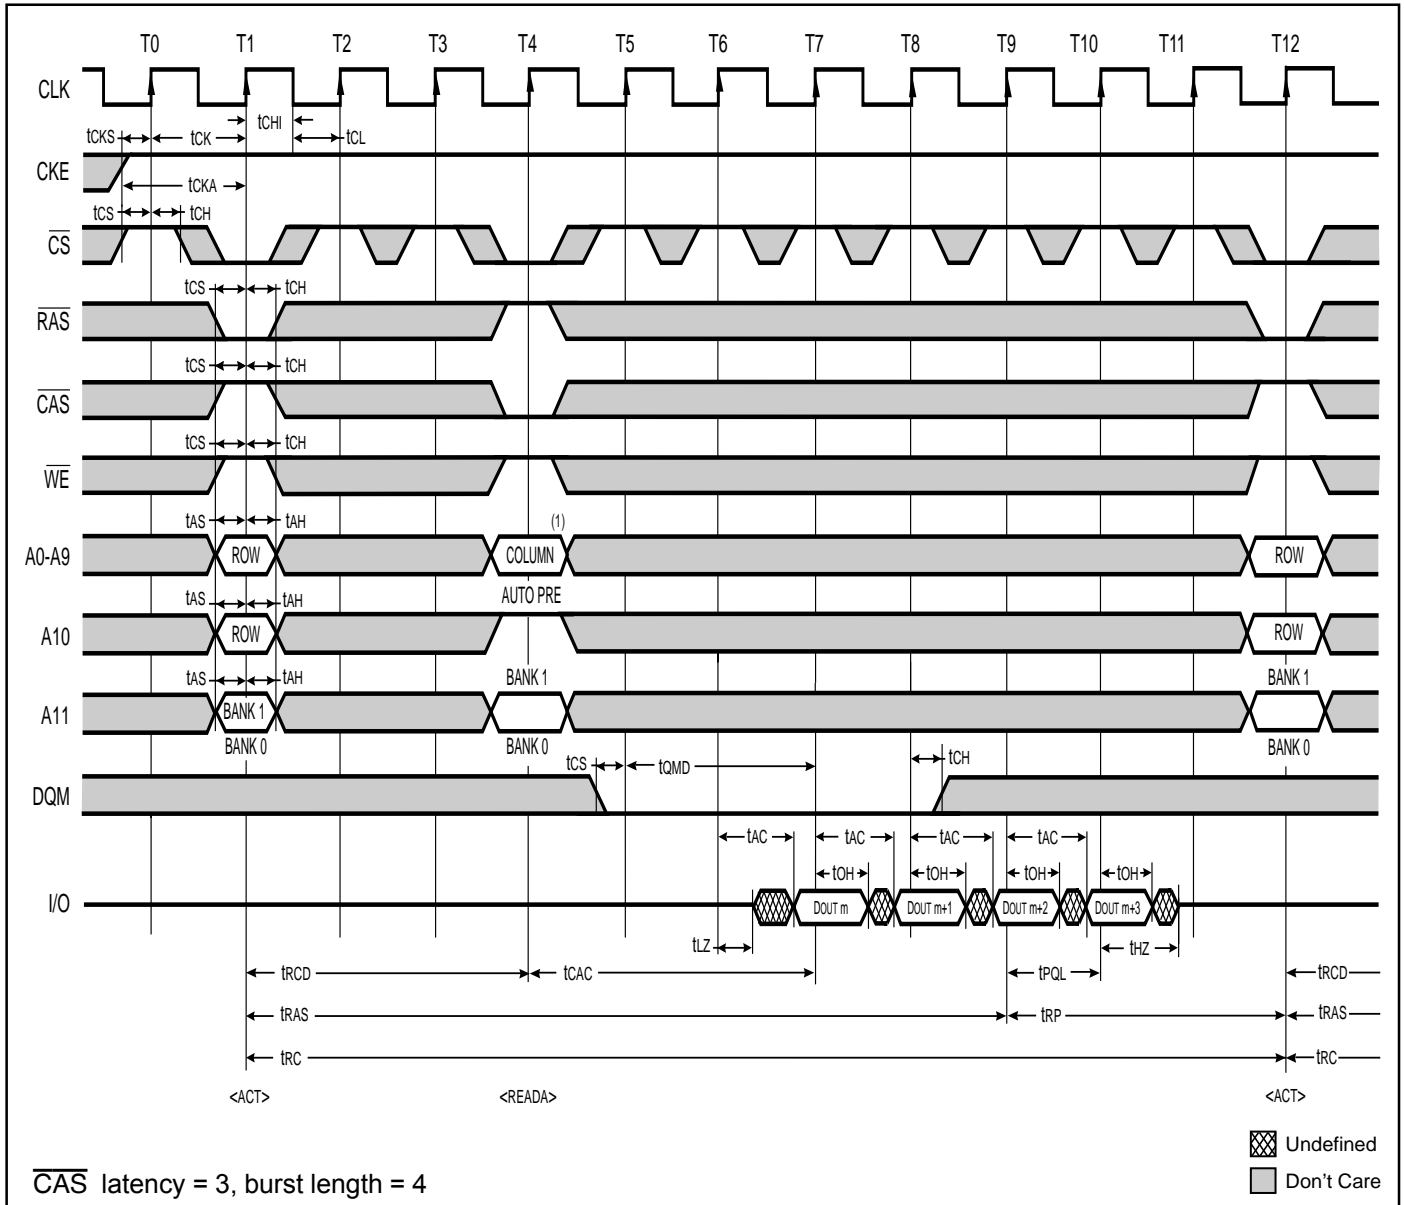 T0 T1 T2 T3 T4 T5 T6 T7 T8 T9 T10 T11 T12
CLK
tCHI
tCKS tCK tCL
CKE
tCKA
tCS tCH
CS
tCS tCH
RAS
tCS tCH
CAS
tCS tCH
WE
tAS tAH (1)
A0-A9 ROW COLUMN ROW
tAS tAH AUTO PRE
A10 ROW ROW
tAS tAH BANK 1 BANK 1
A11 BANK 1
BANK 0 BANK 0 BANK 0
tCS tQMD tCH
DQM
tAC tAC tAC tAC
tOH tOH tOH tOH
I/O DOUT m DOUT m+1 DOUT m+2 DOUT m+3
tLZ tHZ
tRCD tCAC tPQL tRCD
tRAS tRP tRAS
tRC tRC
<ACT> <READA> <ACT>
Undefined
CAS latency = 3, burst length = 4
Don't Care